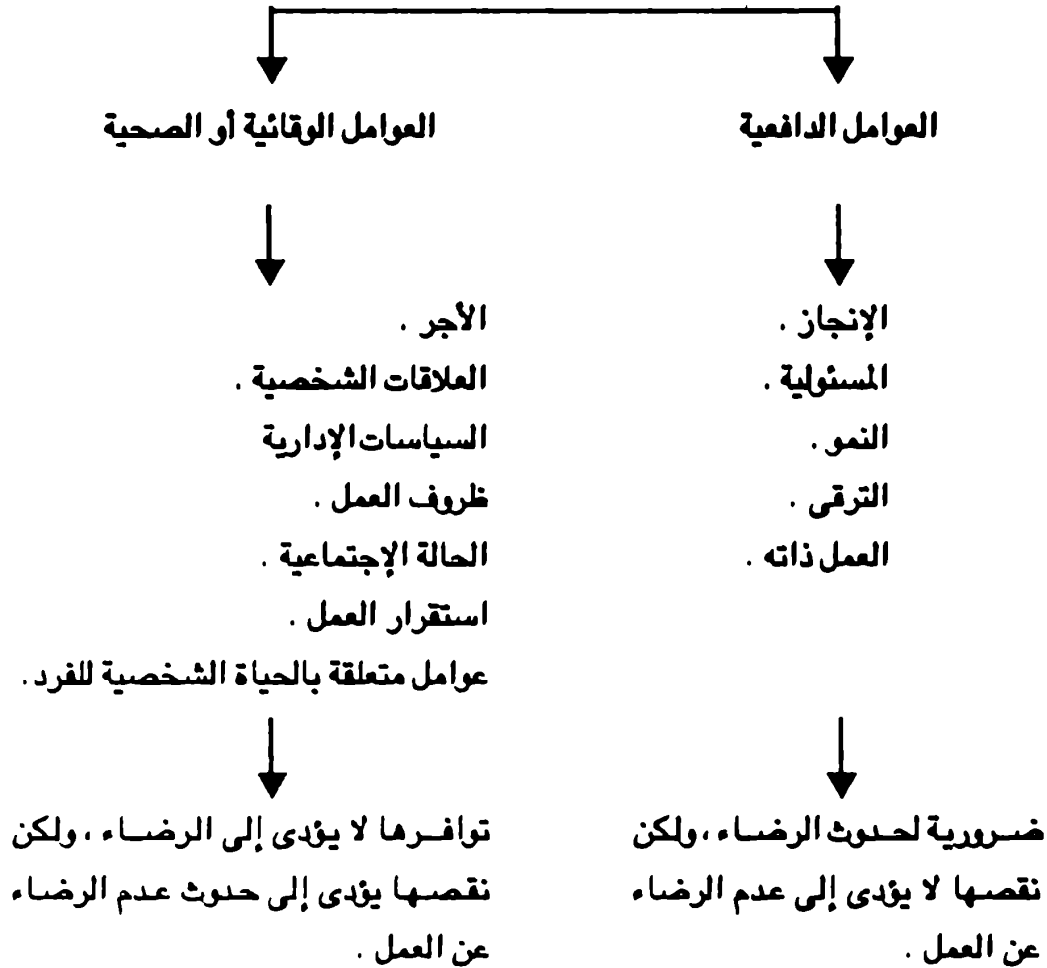 العوامل الدافعية
الإنجاز .
المسئولية .
النمو .
الترقى .
العمل ذاته .
ضرورية لحدوث الرضاء ، ولكن
نقصها لا يؤدى إلى عدم الرضاء
عن العمل .
العوامل الوقائية أو الصحية
الأجر .
العلاقات الشخصية .
السياسات الإدارية
ظروف العمل .
الحالة الإجتماعية .
استقرار العمل .
عوامل متعلقة بالحياة الشخصية للفرد .
توافرها لا يؤدى إلى الرضاء ، ولكن
نقصها يؤدى إلى حدوث عدم الرضاء
عن العمل .